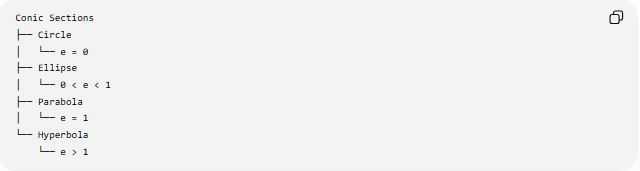 Conic Sections
├── Circle
│   └── e = 0
├── Ellipse
│   └── 0 < e < 1
├── Parabola
│   └── e = 1
└── Hyperbola
    └── e > 1